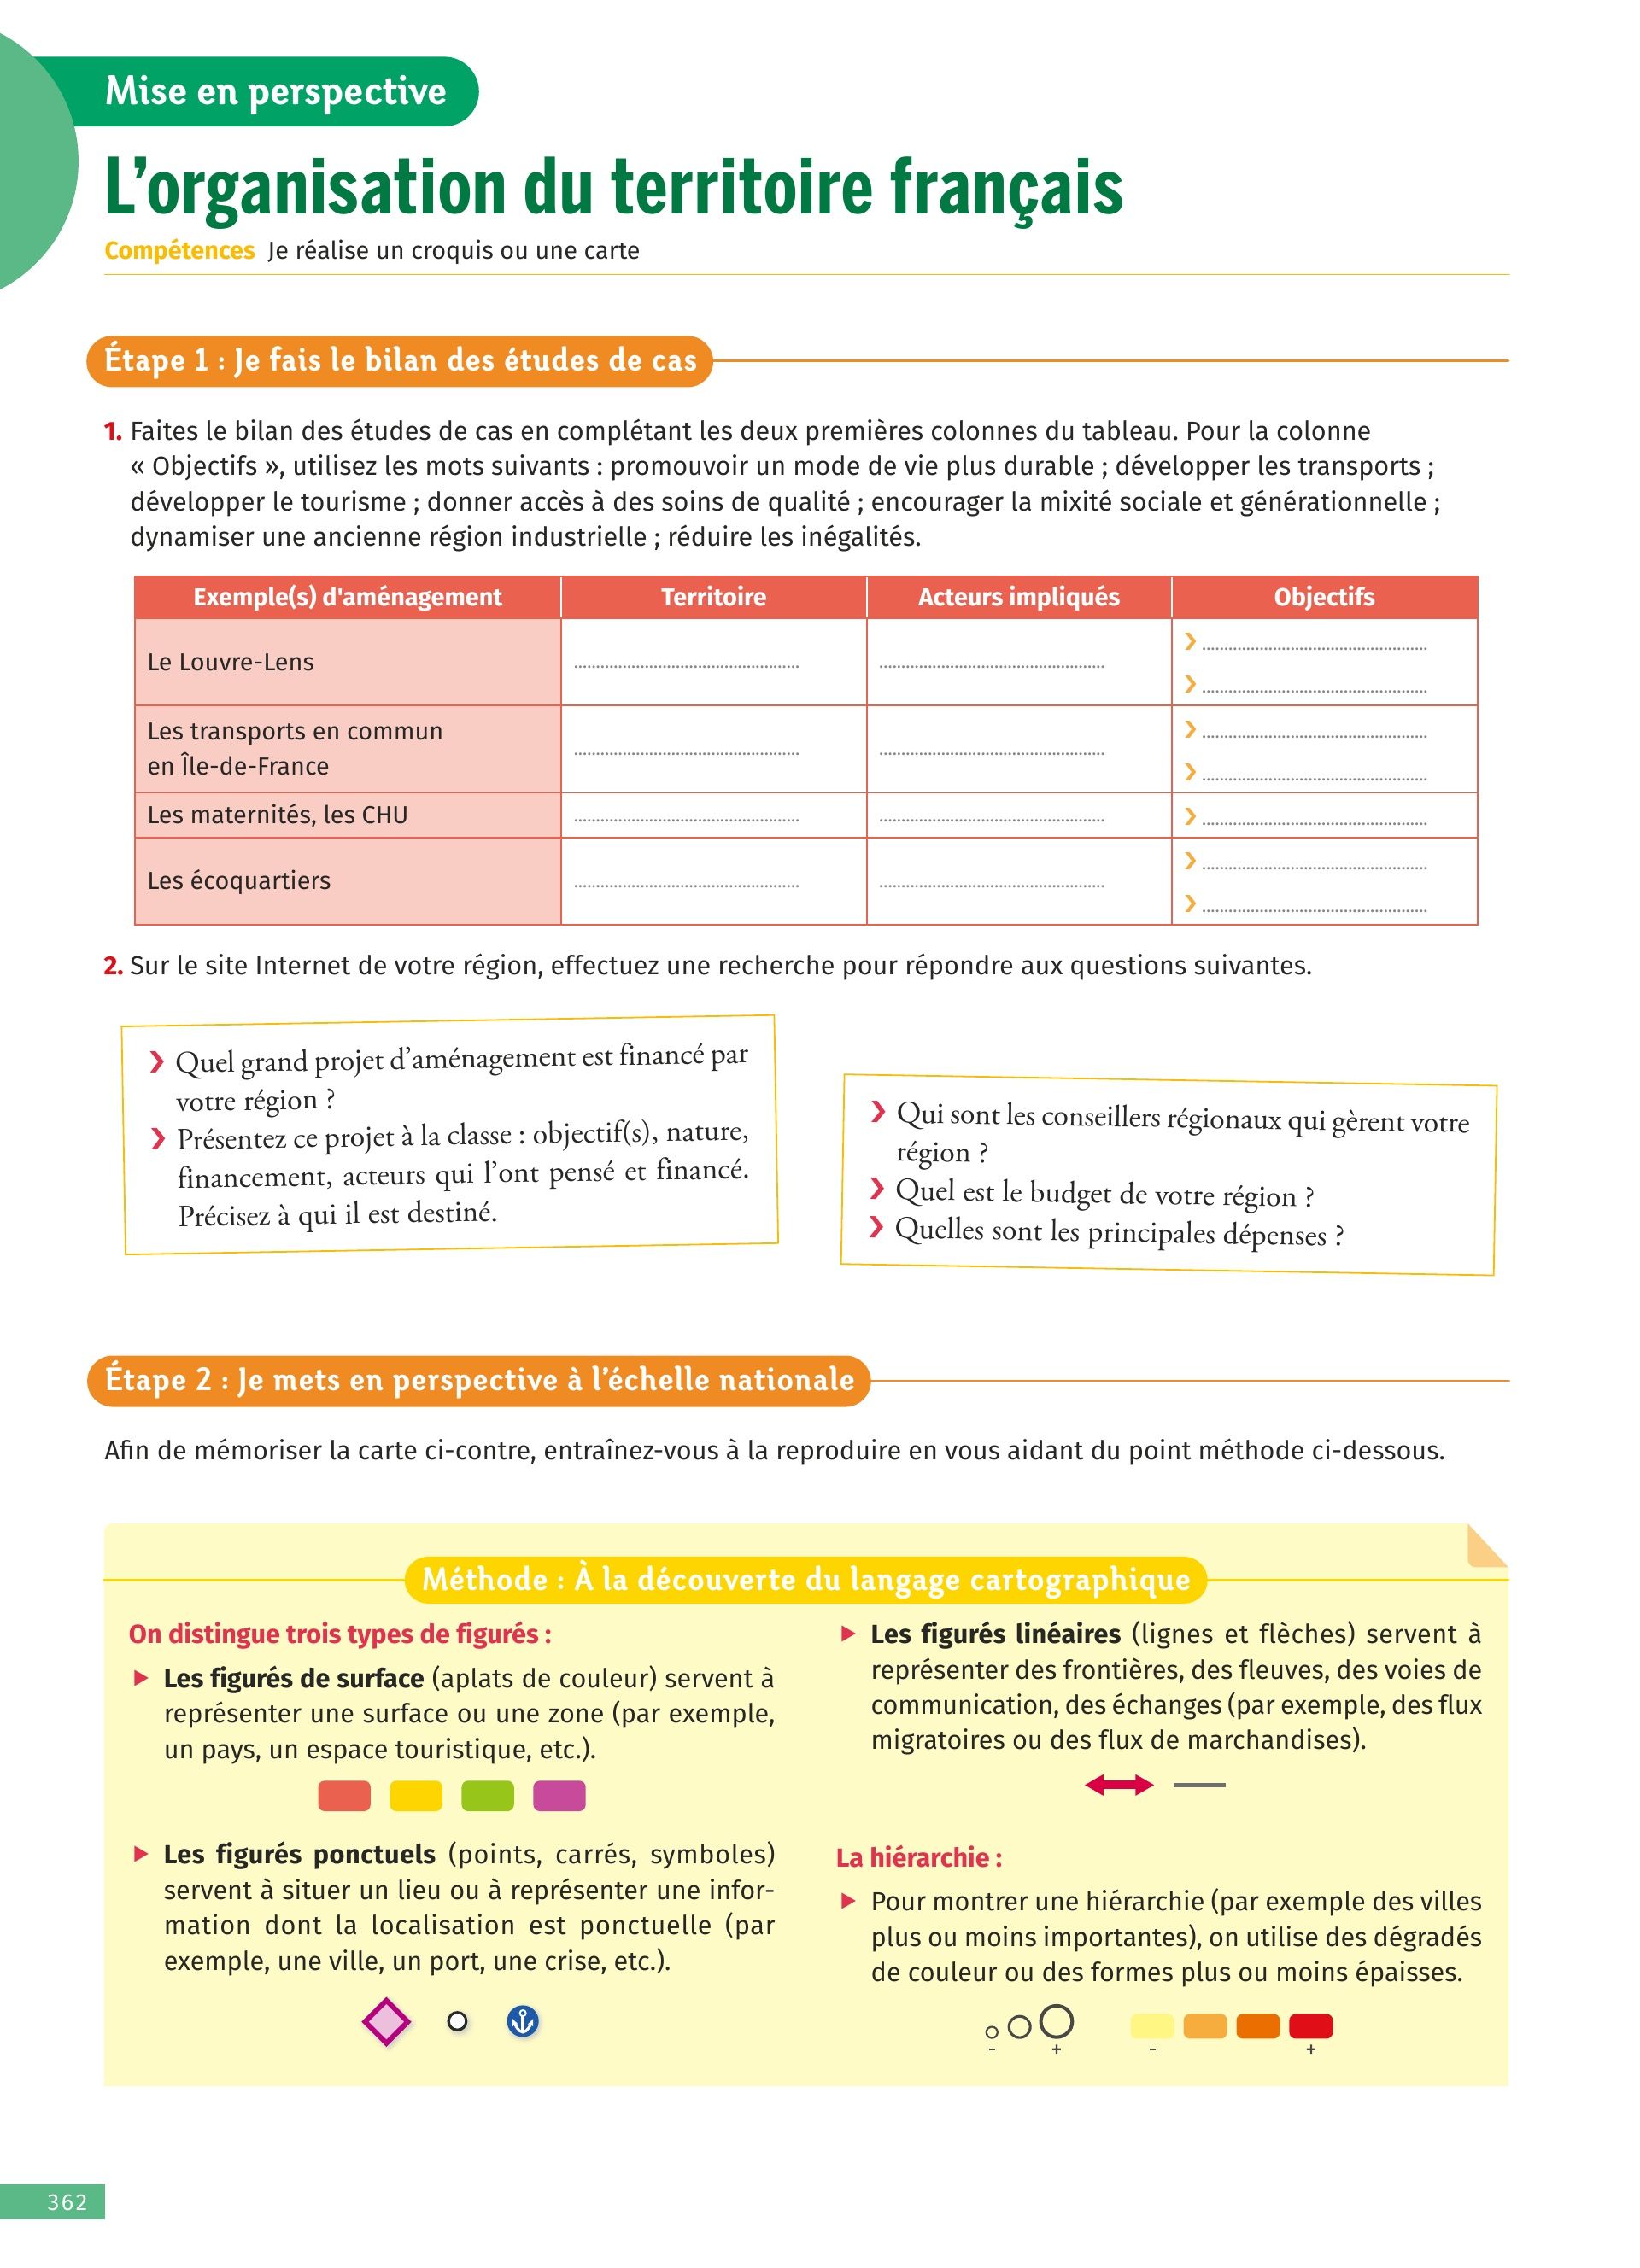 Mise en perspective
L’organisation du territoire français
Compétences Je réalise un croquis ou une carte
Étape 1 : Je fais le bilan des études de cas
1. Faites le bilan des études de cas en complétant les deux premières colonnes du tableau. Pour la colonne
« Objectifs », utilisez les mots suivants : promouvoir un mode de vie plus durable ; développer les transports ;
développer le tourisme ; donner accès à des soins de qualité ; encourager la mixité sociale et générationnelle ;
dynamiser une ancienne région industrielle ; réduire les inégalités.
Exemple(s) d'aménagement Territoire Acteurs impliqués Objectifs
Le Louvre-Lens
Les transports en commun
en Île-de-France
Les maternités, les CHU
Les écoquartiers
2. Sur le site Internet de votre région, effectuez une recherche pour répondre aux questions suivantes.
Quel grand projet d’aménagement est financé par
votre région ?
Présentez ce projet à la classe : objectif(s), nature,
financement, acteurs qui l’ont pensé et financé.
Précisez à qui il est destiné.
Qui sont les conseillers régionaux qui gèrent votre
région ?
Quel est le budget de votre région ?
Quelles sont les principales dépenses ?
Étape 2 : Je mets en perspective à l’échelle nationale
Afin de mémoriser la carte ci-contre, entraînez-vous à la reproduire en vous aidant du point méthode ci-dessous.
Méthode : À la découverte du langage cartographique
On distingue trois types de figurés :
Les figurés de surface (aplats de couleur) servent à
représenter une surface ou une zone (par exemple,
un pays, un espace touristique, etc.).
Les figurés ponctuels (points, carrés, symboles)
servent à situer un lieu ou à représenter une infor-
mation dont la localisation est ponctuelle (par
exemple, une ville, un port, une crise, etc.).
Les figurés linéaires (lignes et flèches) servent à
représenter des frontières, des fleuves, des voies de
communication, des échanges (par exemple, des flux
migratoires ou des flux de marchandises).
La hiérarchie :
Pour montrer une hiérarchie (par exemple des villes
plus ou moins importantes), on utilise des dégradés
de couleur ou des formes plus ou moins épaisses.
- + - +
362